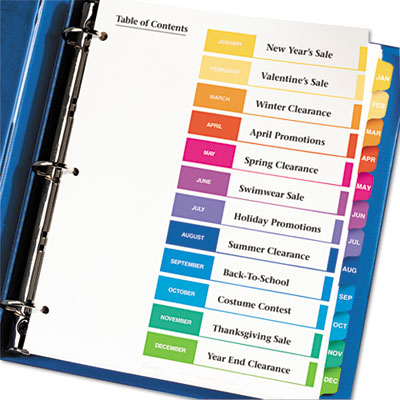 Table of Contents
JANUARY New Year's Sale
FEBRUARY Valentine's Sale
MARCH Winter Clearance
APRIL April Promotions
MAY Spring Clearance
JUNE Swimwear Sale
JULY Holiday Promotions
AUGUST Summer Clearance
SEPTEMBER Back-To-School
OCTOBER Costume Contest
NOVEMBER Thanksgiving Sale
DECEMBER Year End Clearance
JAN
FEB
MAR
APR
MAY
JUN
JUL
AUG
SEP
OCT
NOV
DEC